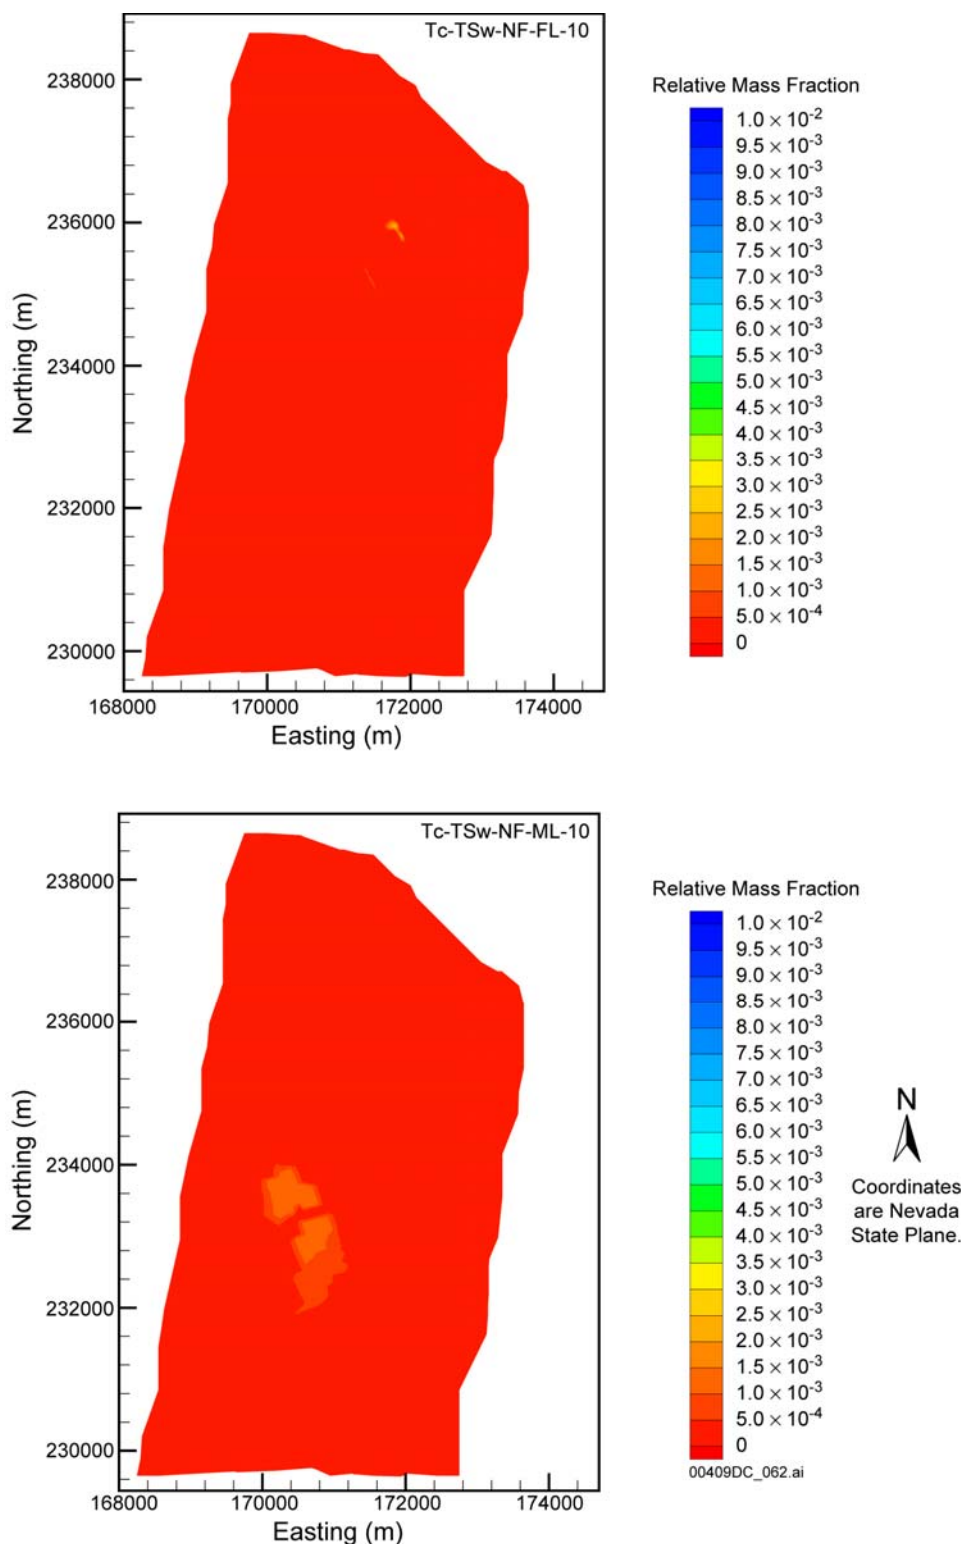 Tc-TSw-NF-FL-10
238000
236000
234000
232000
230000
Northing (m)
168000 170000 172000 174000
Easting (m)
Relative Mass Fraction
1.0 × 10-2
9.5 × 10-3
9.0 × 10-3
8.5 × 10-3
8.0 × 10-3
7.5 × 10-3
7.0 × 10-3
6.5 × 10-3
6.0 × 10-3
5.5 × 10-3
5.0 × 10-3
4.5 × 10-3
4.0 × 10-3
3.5 × 10-3
3.0 × 10-3
2.5 × 10-3
2.0 × 10-3
1.5 × 10-3
1.0 × 10-3
5.0 × 10-4
0
Tc-TSw-NF-ML-10
238000
236000
234000
232000
230000
Northing (m)
168000 170000 172000 174000
Easting (m)
Relative Mass Fraction
1.0 × 10-2
9.5 × 10-3
9.0 × 10-3
8.5 × 10-3
8.0 × 10-3
7.5 × 10-3
7.0 × 10-3
6.5 × 10-3
6.0 × 10-3
5.5 × 10-3
5.0 × 10-3
4.5 × 10-3
4.0 × 10-3
3.5 × 10-3
3.0 × 10-3
2.5 × 10-3
2.0 × 10-3
1.5 × 10-3
1.0 × 10-3
5.0 × 10-4
0
00409DC_062.ai
N
Coordinates
are Nevada
State Plane.